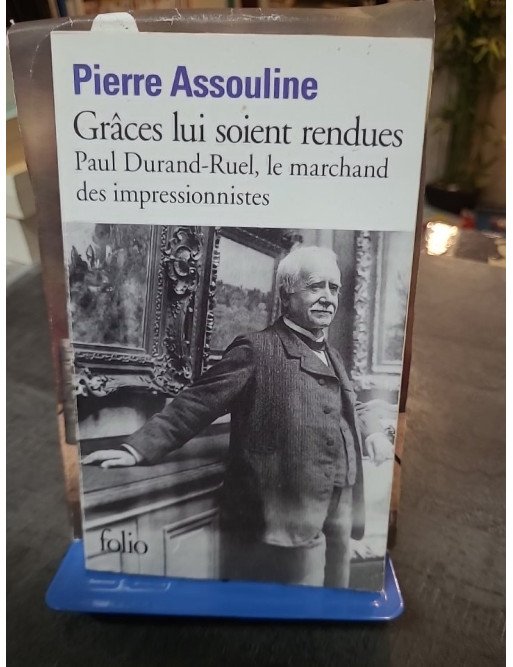 Pierre Assouline
Grâces lui soient rendues
Paul Durand-Ruel, le marchand
des impressionnistes
folio